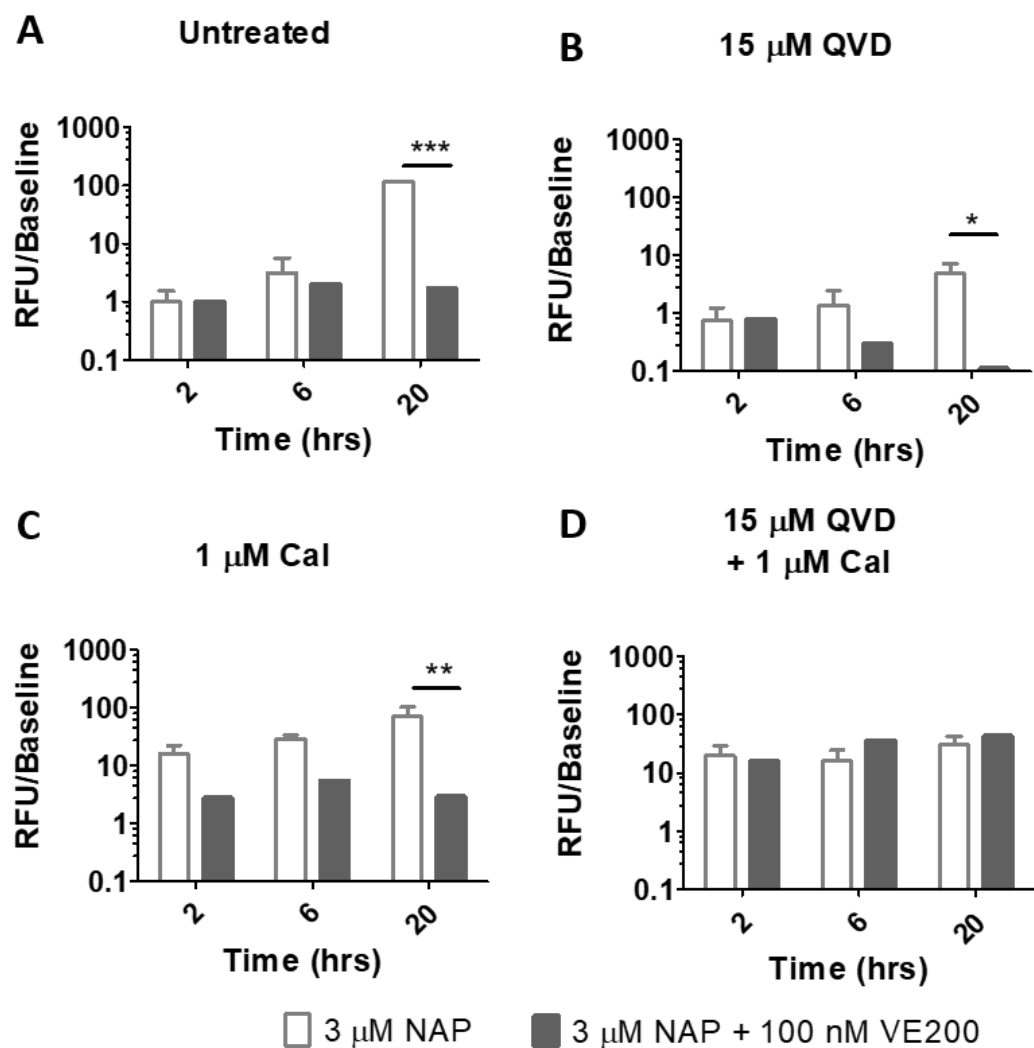 A
Untreated
RFU/Baseline
1000
100
10
1
0.1
***
2
6
20
Time (hrs)
B
15 μM QVD
RFU/Baseline
1000
100
10
1
0.1
*
2
6
20
Time (hrs)
C
1 μM Cal
RFU/Baseline
1000
100
10
1
0.1
**
2
6
20
Time (hrs)
D
15 μM QVD
+ 1 μM Cal
RFU/Baseline
1000
100
10
1
0.1
2
6
20
Time (hrs)
3 μM NAP
3 μM NAP + 100 nM VE200